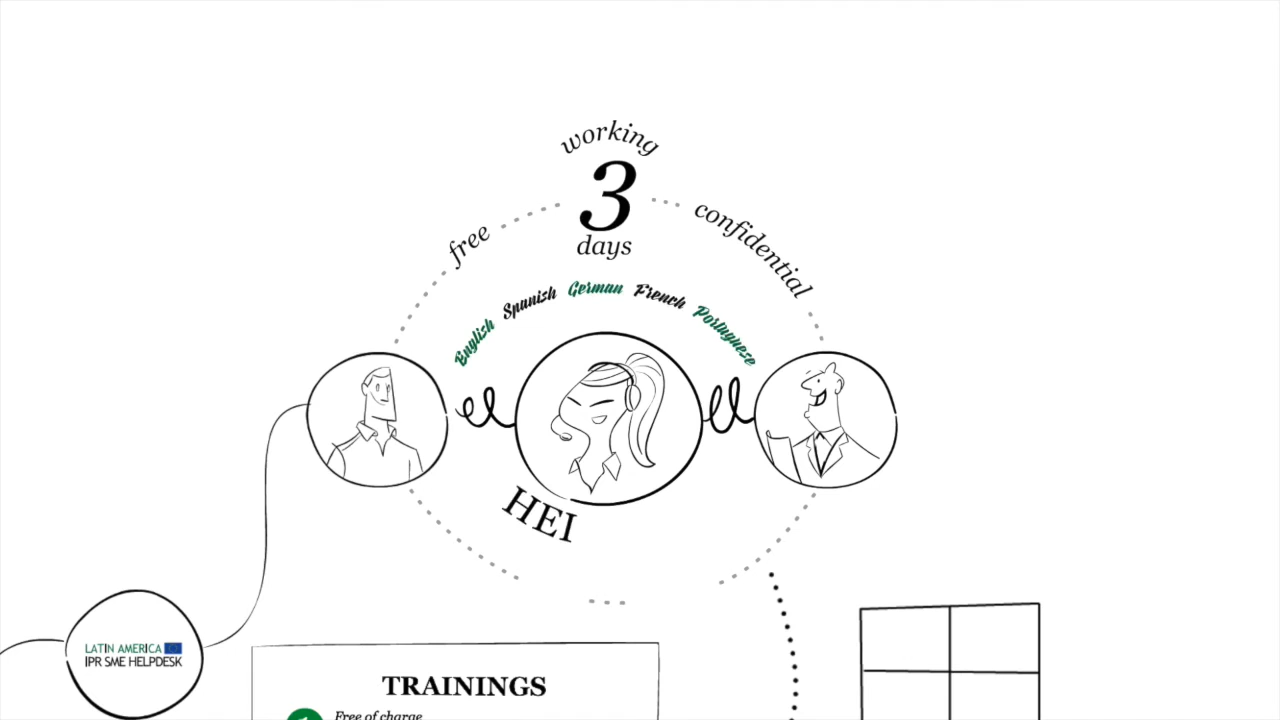 working
3
days
free
confidential
English Spanish German French Portuguese
HEI
LATIN AMERICA
IPR SME HELPDESK
TRAININGS
Free of charge